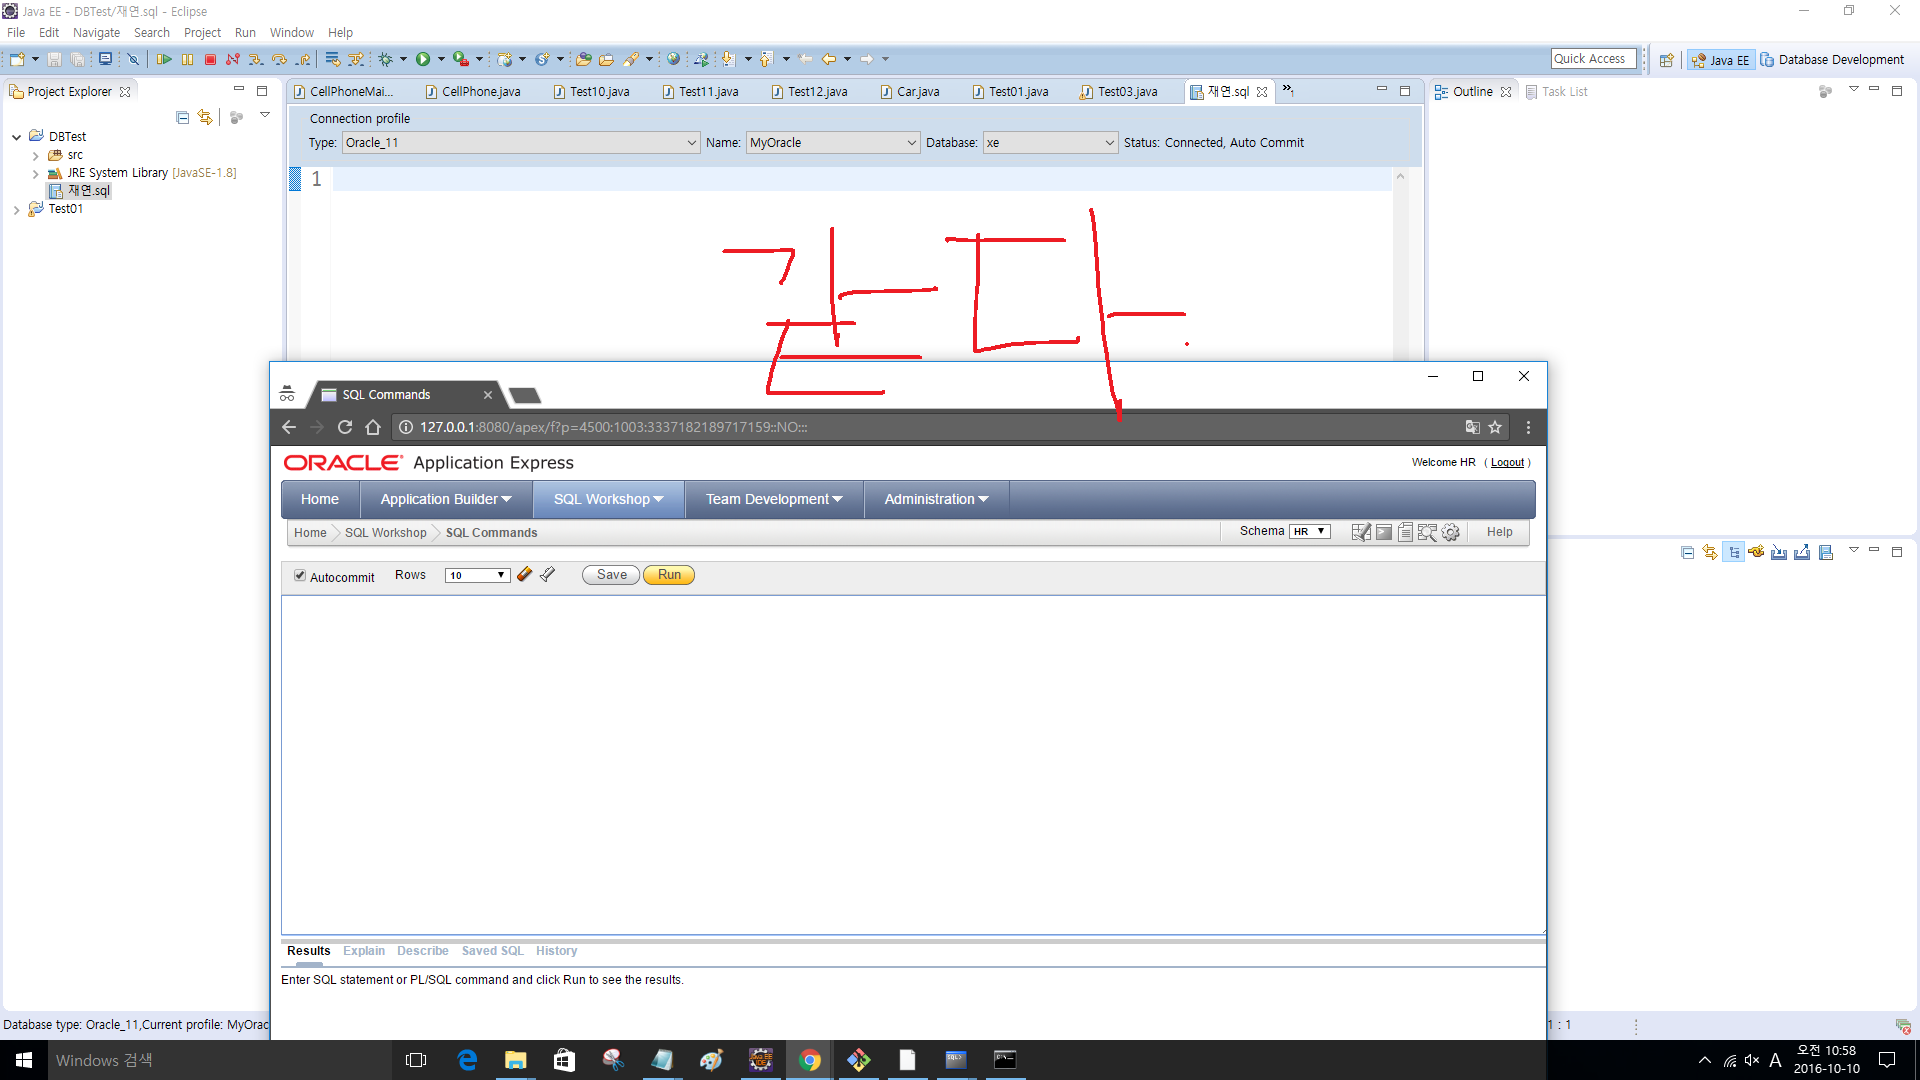 Java EE - DBTest/재연.sql - Eclipse
File Edit Navigate Search Project Run Window Help
Quick Access
Java EE
Database Development
Project Explorer
CellPhoneMai...
CellPhone.java
Test10.java
Test11.java
Test12.java
Car.java
Test01.java
Test03.java
재연.sql
»1
Outline
Task List
Connection profile
Type: Oracle_11 Name: MyOracle Database: xe Status: Connected, Auto Commit
DBTest
src
JRE System Library [JavaSE-1.8]
재연.sql
Test01
1
같다
SQL Commands
127.0.0.1:8080/apex/f?p=4500:1003:3337182189717159::NO:::
ORACLE Application Express
Welcome HR ( Logout )
Home Application Builder SQL Workshop Team Development Administration
Home SQL Workshop SQL Commands
Schema HR
Help
Autocommit Rows 10 Save Run
Results Explain Describe Saved SQL History
Enter SQL statement or PL/SQL command and click Run to see the results.
Database type: Oracle_11,Current profile: MyOrac
1 : 1
Windows 검색
A
오전 10:58
2016-10-10